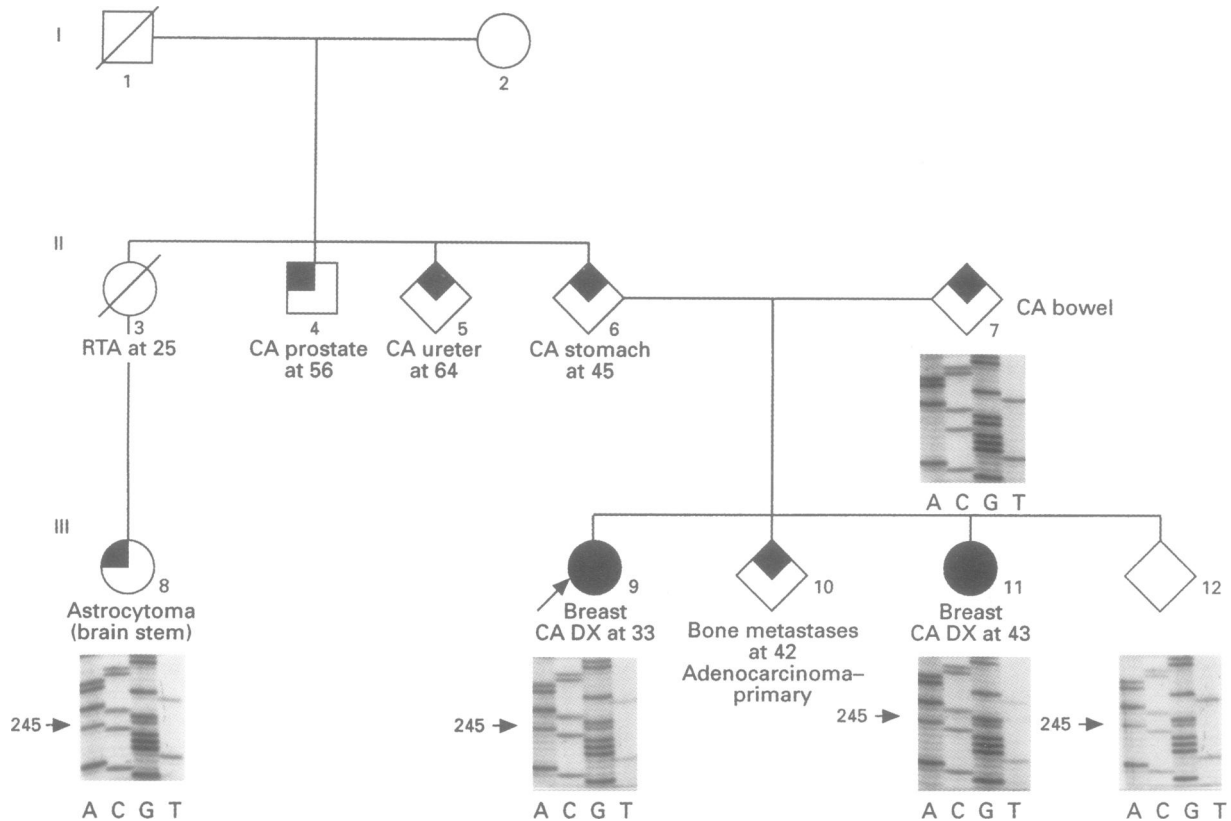 I
1
2
II
3
RTA at 25
4
CA prostate
at 56
5
CA ureter
at 64
6
CA stomach
at 45
7
CA bowel
A C G T
III
8
Astrocytoma
(brain stem)
245
A C G T
9
Breast
CA DX at 33
245
A C G T
10
Bone metastases
at 42
Adenocarcinoma–
primary
11
Breast
CA DX at 43
245
A C G T
12
245
A C G T